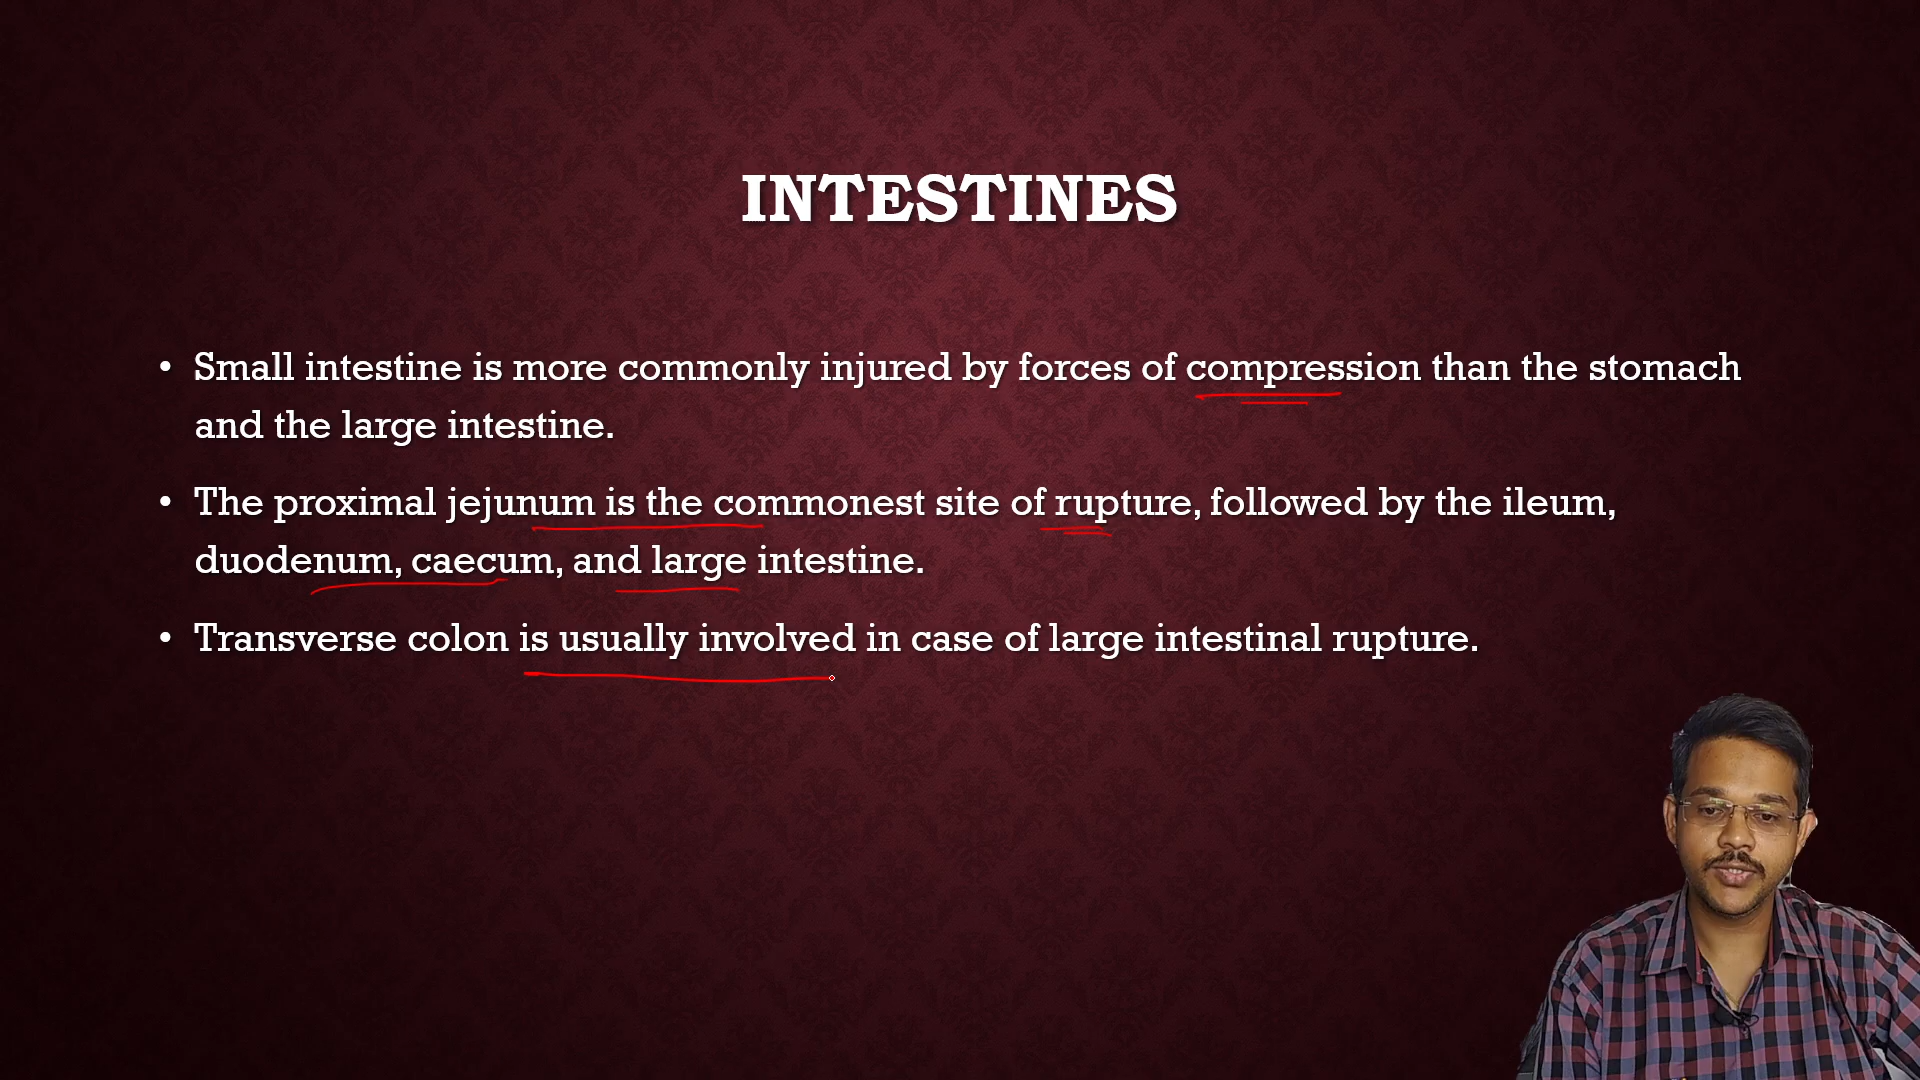 INTESTINES
• Small intestine is more commonly injured by forces of compression than the stomach
and the large intestine.
• The proximal jejunum is the commonest site of rupture, followed by the ileum,
duodenum, caecum, and large intestine.
• Transverse colon is usually involved in case of large intestinal rupture.